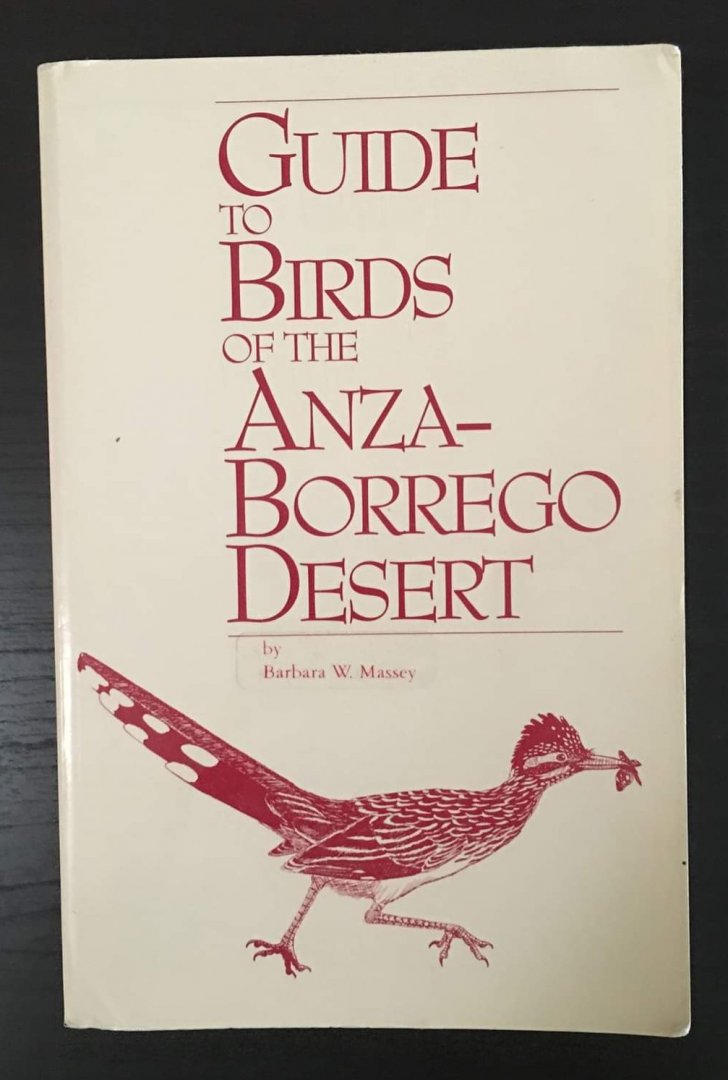 GUIDE
TO
BIRDS
OF THE
ANZA-
BORREGO
DESERT
by
Barbara W. Massey